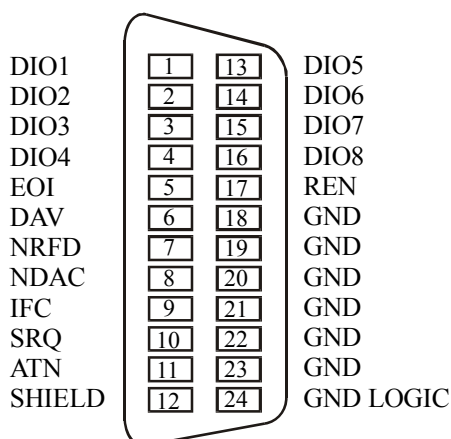 DIO1 1 13 DIO5
DIO2 2 14 DIO6
DIO3 3 15 DIO7
DIO4 4 16 DIO8
EOI 5 17 REN
DAV 6 18 GND
NRFD 7 19 GND
NDAC 8 20 GND
IFC 9 21 GND
SRQ 10 22 GND
ATN 11 23 GND
SHIELD 12 24 GND LOGIC